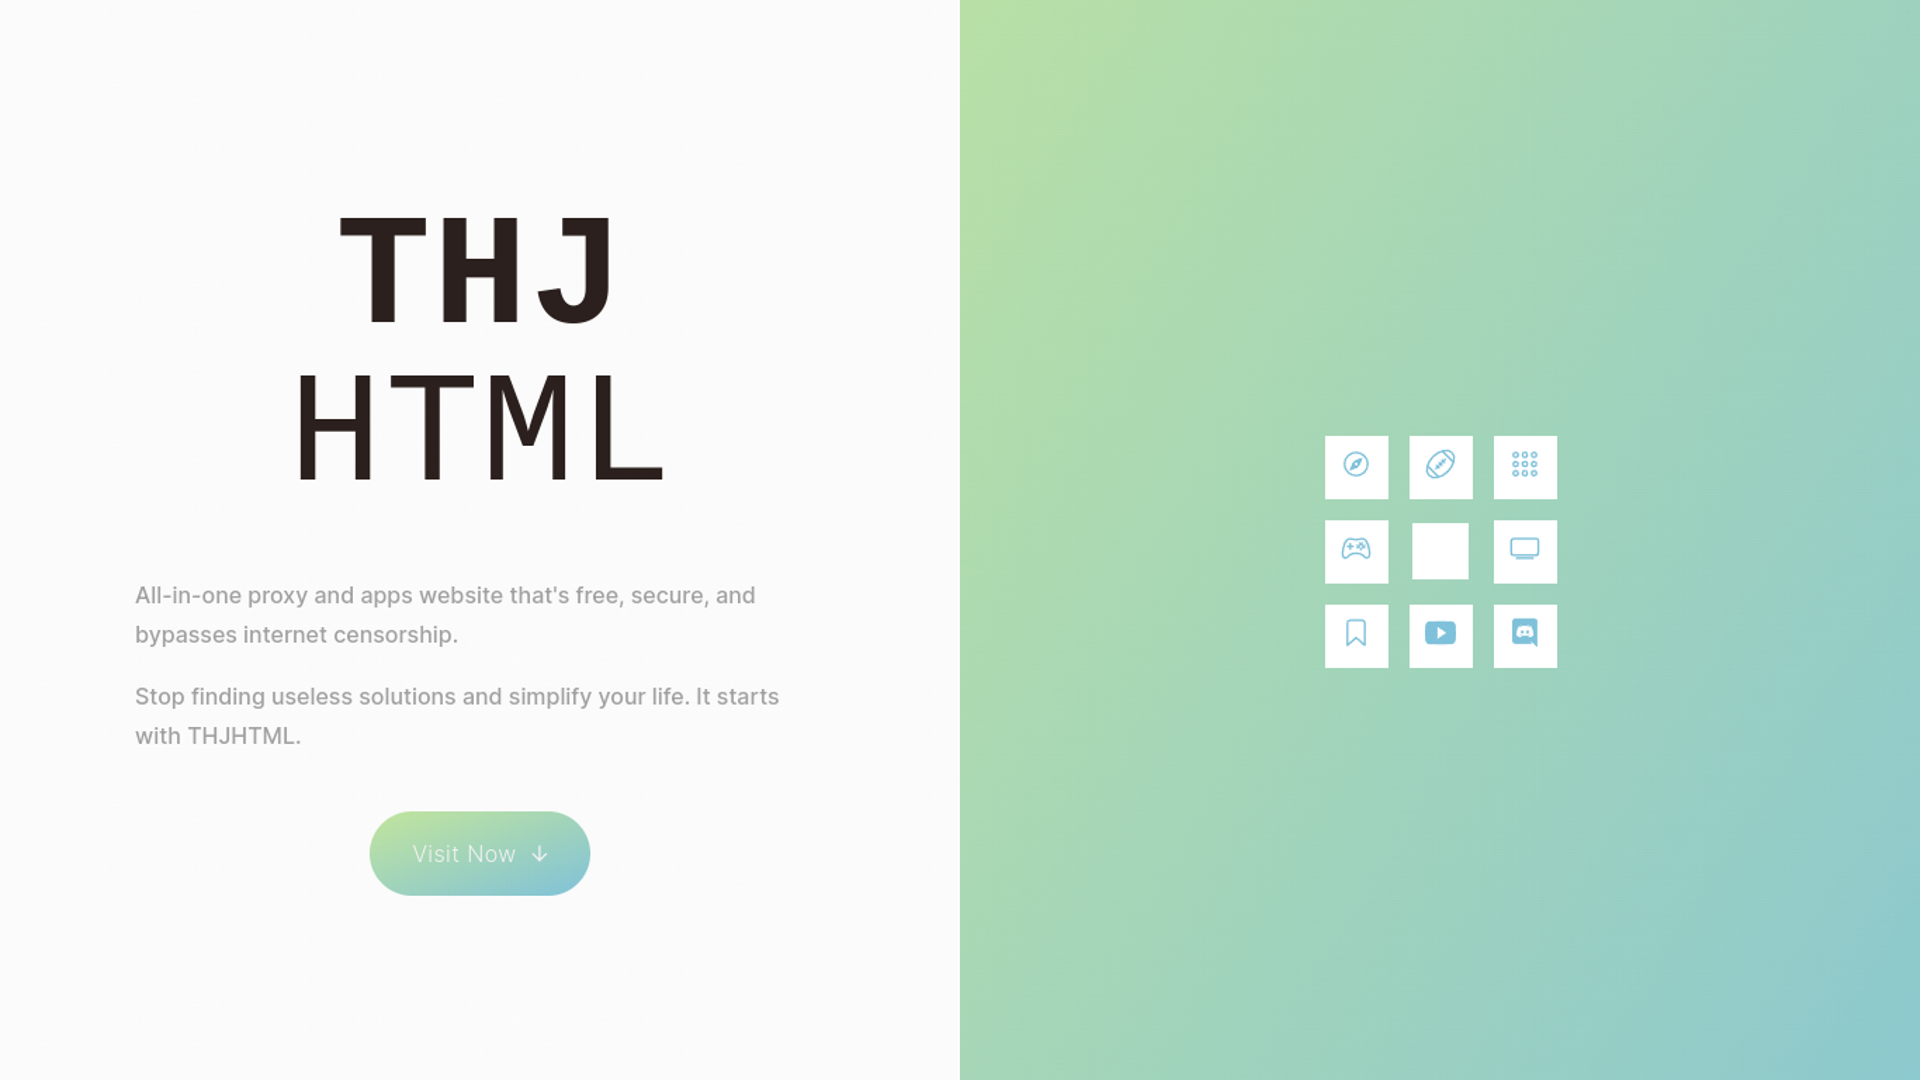 THJ
HTML
All-in-one proxy and apps website that's free, secure, and
bypasses internet censorship.
Stop finding useless solutions and simplify your life. It starts
with THJHTML.
Visit Now